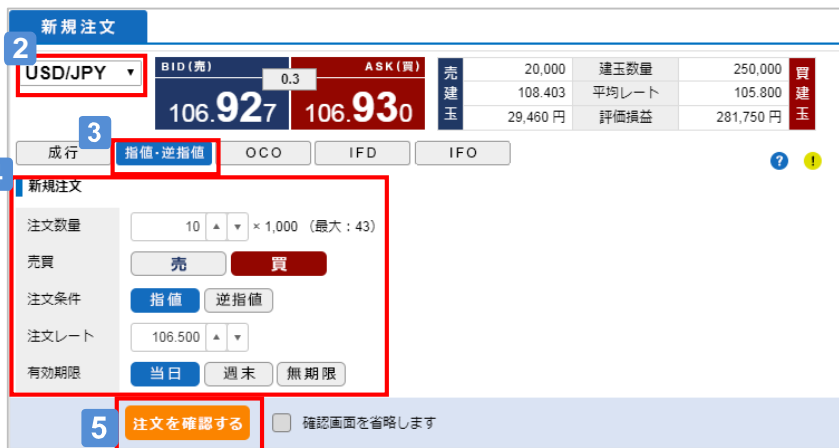 新規注文
2
USD/JPY ▼
BID(売) 0.3 ASK(買)
106.927 106.930
売建玉 20,000 建玉数量 250,000 買建玉
108.403 平均レート 105.800
29,460 円 評価損益 281,750 円
3
成行 指値・逆指値 OCO IFD IFO ? !
新規注文
注文数量 10 ▲ ▼ ×1,000 (最大:43)
売買 売 買
注文条件 指値 逆指値
注文レート 106.500 ▲ ▼
有効期限 当日 週末 無期限
5 注文を確認する 確認画面を省略します